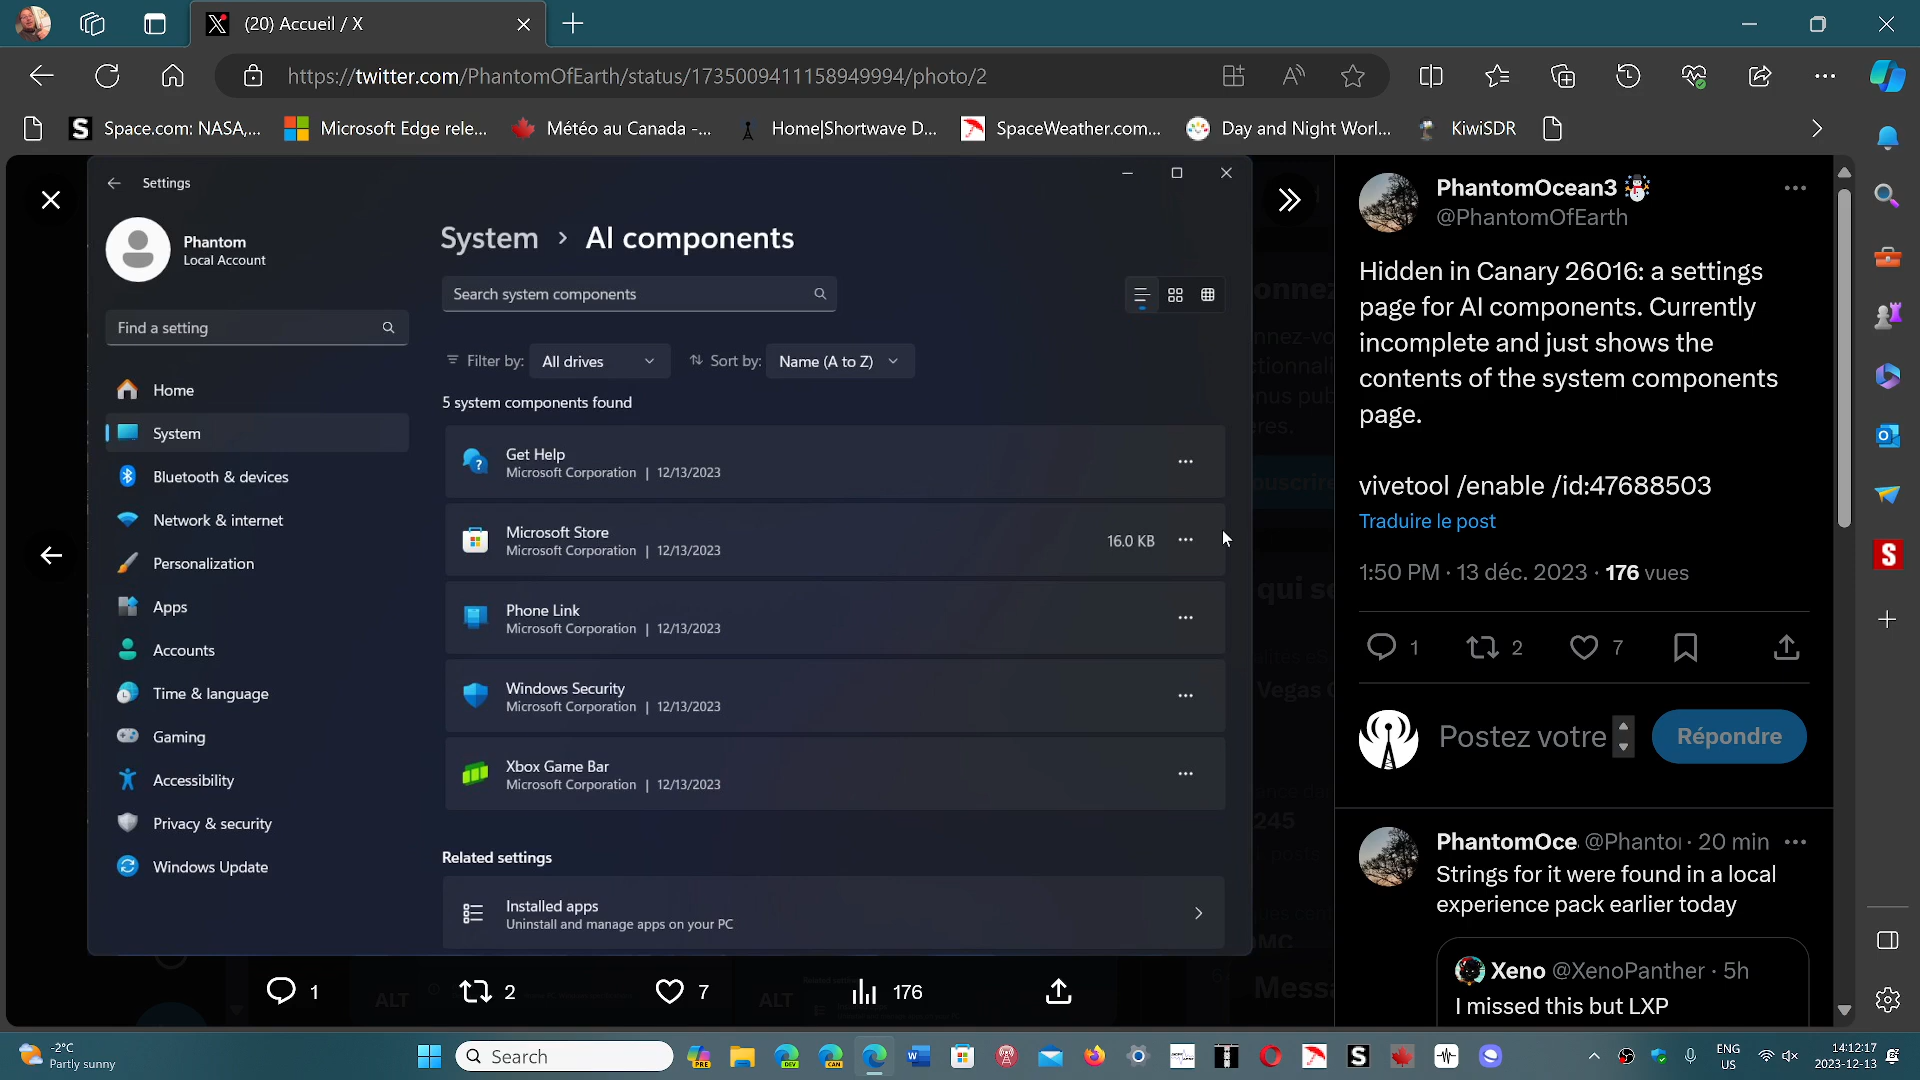 (20) Accueil / X
https://twitter.com/PhantomOfEarth/status/1735009411158949994/photo/2
Space.com: NASA,...
Microsoft Edge rele...
Météo au Canada -...
Home|Shortwave D...
SpaceWeather.com...
Day and Night Worl...
KiwiSDR
Settings
Phantom
Local Account
Find a setting
Home
System
Bluetooth & devices
Network & internet
Personalization
Apps
Accounts
Time & language
Gaming
Accessibility
Privacy & security
Windows Update
System > AI components
Search system components
Filter by: All drives
Sort by: Name (A to Z)
5 system components found
Get Help
Microsoft Corporation | 12/13/2023
Microsoft Store
Microsoft Corporation | 12/13/2023
16.0 KB
Phone Link
Microsoft Corporation | 12/13/2023
Windows Security
Microsoft Corporation | 12/13/2023
Xbox Game Bar
Microsoft Corporation | 12/13/2023
Related settings
Installed apps
Uninstall and manage apps on your PC
1 2 7 176
PhantomOcean3
@PhantomOfEarth
Hidden in Canary 26016: a settings
page for AI components. Currently
incomplete and just shows the
contents of the system components
page.
vivetool /enable /id:47688503
Traduire le post
1:50 PM · 13 déc. 2023 · 176 vues
1 2 7
Postez votre
Répondre
PhantomOce @Phantoi · 20 min
Strings for it were found in a local
experience pack earlier today
Xeno @XenoPanther · 5h
I missed this but LXP
-2°C
Partly sunny
Search
PRE
DEV
CAN
ENG
US
14:12:17
2023-12-13